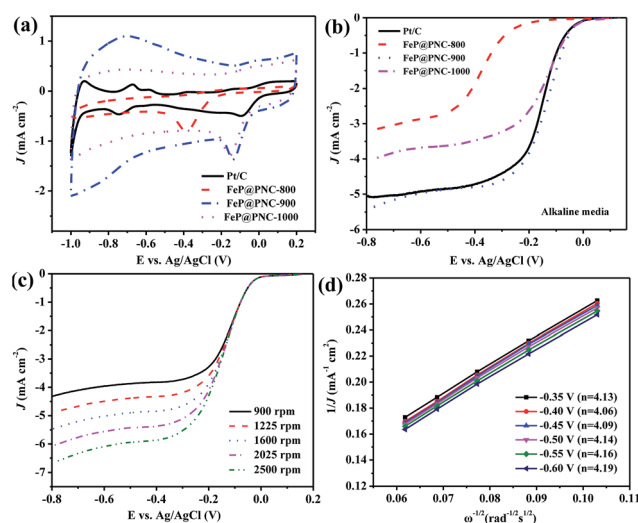 (a)
J (mA cm-2)
1
0
-1
-2
Pt/C
FeP@PNC-800
FeP@PNC-900
FeP@PNC-1000
-1.0 -0.8 -0.6 -0.4 -0.2 0.0 0.2
E vs. Ag/AgCl (V)
(b)
J (mA cm-2)
0
-1
-2
-3
-4
-5
-6
Pt/C
FeP@PNC-800
FeP@PNC-900
FeP@PNC-1000
Alkaline media
-0.8 -0.6 -0.4 -0.2 0.0
E vs. Ag/AgCl (V)
(c)
J (mA cm-2)
0
-1
-2
-3
-4
-5
-6
-7
900 rpm
1225 rpm
1600 rpm
2025 rpm
2500 rpm
-0.8 -0.6 -0.4 -0.2 0.0 0.2
E vs. Ag/AgCl (V)
(d)
1/J (mA-1 cm2)
0.28
0.24
0.20
0.16
0.12
-0.35 V (n=4.13)
-0.40 V (n=4.06)
-0.45 V (n=4.09)
-0.50 V (n=4.14)
-0.55 V (n=4.16)
-0.60 V (n=4.19)
0.05 0.06 0.07 0.08 0.09 0.10 0.11
ω-1/2(rad-1/2s1/2)